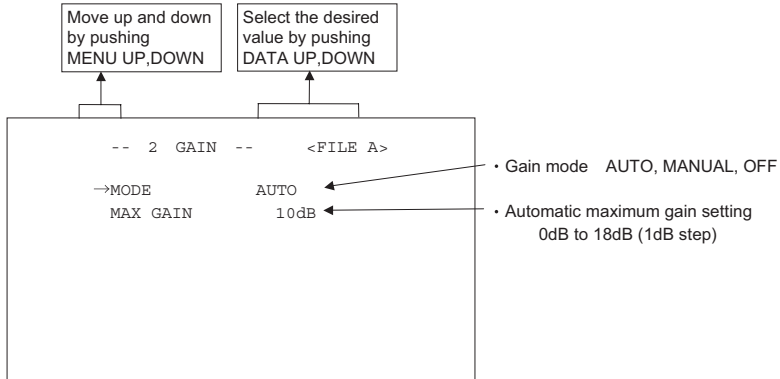 Move up and down
by pushing
MENU UP,DOWN
Select the desired
value by pushing
DATA UP,DOWN
-- 2 GAIN -- <FILE A>
→MODE AUTO
MAX GAIN 10dB
・Gain mode AUTO, MANUAL, OFF
・Automatic maximum gain setting
0dB to 18dB (1dB step)